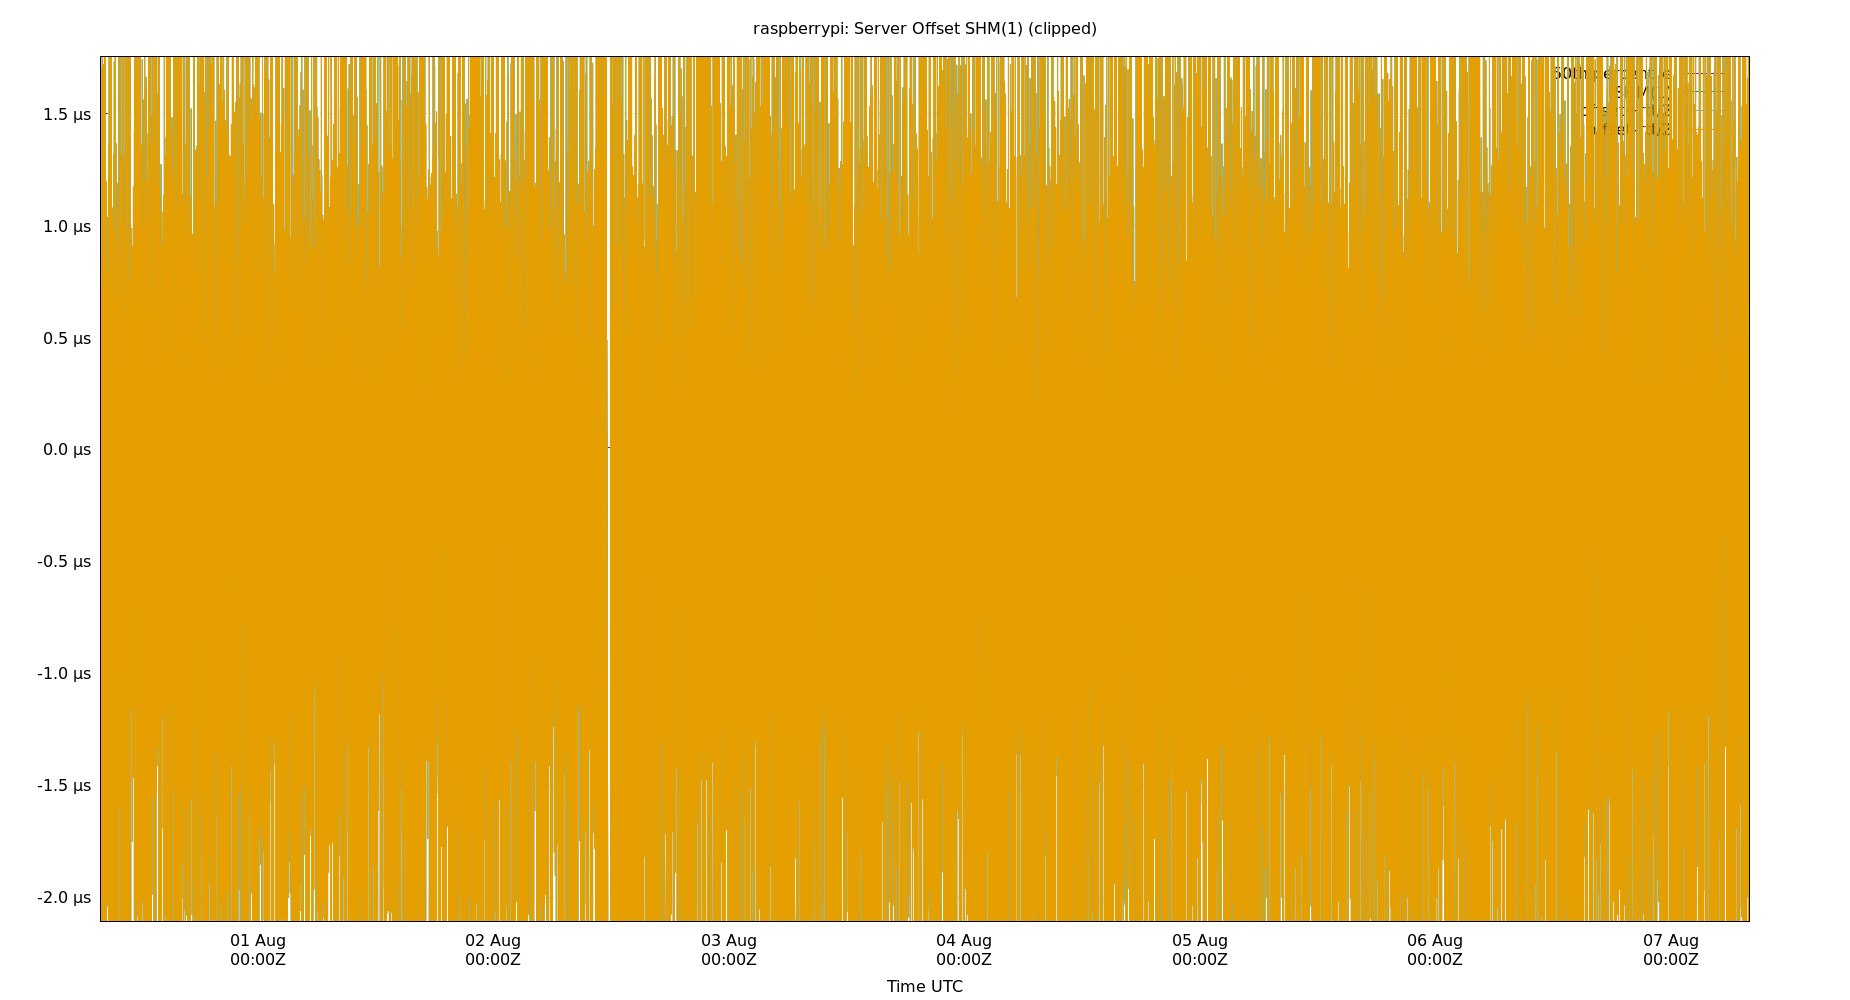 raspberrypi: Server Offset SHM(1) (clipped)
1.5 µs
1.0 µs
0.5 µs
0.0 µs
-0.5 µs
-1.0 µs
-1.5 µs
-2.0 µs
01 Aug 02 Aug 03 Aug 04 Aug 05 Aug 06 Aug 07 Aug
00:00Z 00:00Z 00:00Z 00:00Z 00:00Z 00:00Z 00:00Z
Time UTC